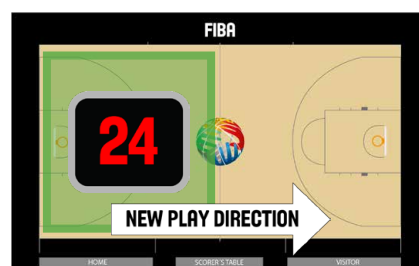 FIBA
24
NEW PLAY DIRECTION
HOME
SCORER'S TABLE
VISITOR